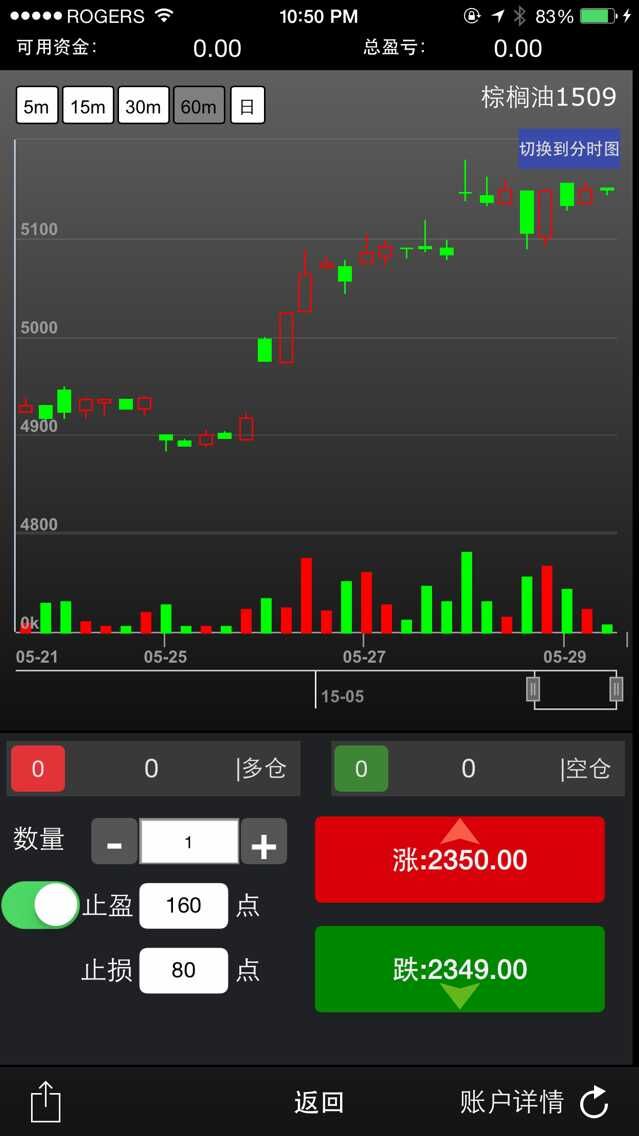 ROGERS 10:50 PM 83%
可用资金: 0.00 总盈亏: 0.00
5m 15m 30m 60m 日 棕榈油1509
切换到分时图
5100
5000
4900
4800
0k
05-21 05-25 05-27 05-29
15-05
0 0 |多仓 0 0 |空仓
数量 - 1 +
涨:2350.00
止盈 160 点
跌:2349.00
止损 80 点
返回 账户详情